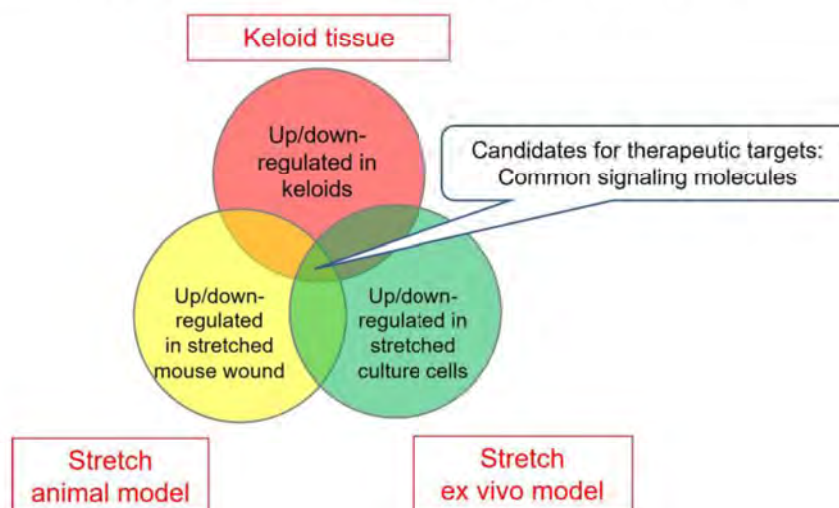 Keloid tissue
Up/down-
regulated in
keloids
Candidates for therapeutic targets:
Common signaling molecules
Up/down-
regulated
in stretched
mouse wound
Up/down-
regulated in
stretched
culture cells
Stretch
animal model
Stretch
ex vivo model